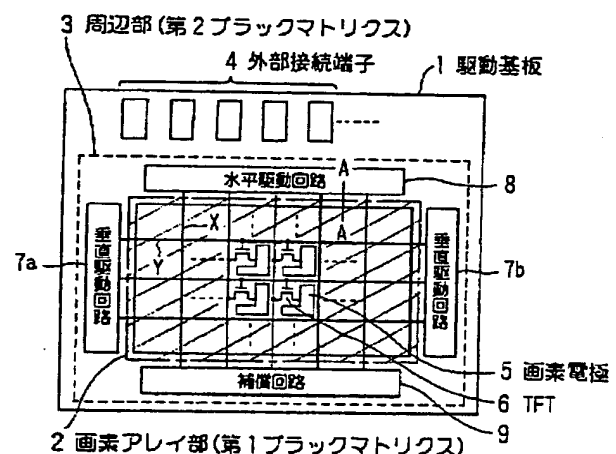 3 周辺部(第2ブラックマトリクス)
4 外部接続端子
1 駆動基板
水平駆動回路
A
8
X
A
垂直駆動回路
7a
Y
垂直駆動回路
7b
5 画素電極
補償回路
6 TFT
9
2 画素アレイ部(第1ブラックマトリクス)